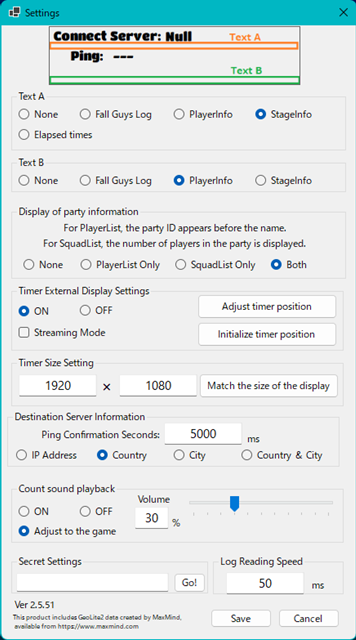 Settings
Connect Server: Null
Text A
Ping: ---
Text B
Text A
None Fall Guys Log PlayerInfo StageInfo
Elapsed times
Text B
None Fall Guys Log PlayerInfo StageInfo
Display of party information
For PlayerList, the party ID appears before the name.
For SquadList, the number of players in the party is displayed.
None PlayerList Only SquadList Only Both
Timer External Display Settings
ON OFF Adjust timer position
Streaming Mode Initialize timer position
Timer Size Setting
1920 × 1080 Match the size of the display
Destination Server Information
Ping Confirmation Seconds: 5000 ms
IP Address Country City Country & City
Count sound playback
Volume
ON OFF
30 %
Adjust to the game
Secret Settings Log Reading Speed
Go! 50 ms
Ver 2.5.51
This product includes GeoLite2 data created by MaxMind,
available from https://www.maxmind.com
Save Cancel